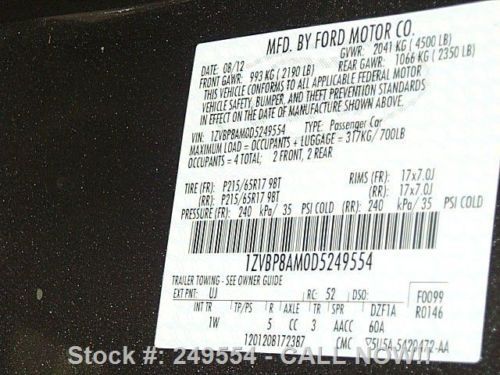 MFD. BY FORD MOTOR CO.
DATE: 08/12 GVWR: 2041 KG ( 4500 LB)
FRONT GAWR: 993 KG ( 2190 LB) REAR GAWR: 1066 KG ( 2350 LB)
THIS VEHICLE CONFORMS TO ALL APPLICABLE FEDERAL MOTOR
VEHICLE SAFETY, BUMPER, AND THEFT PREVENTION STANDARDS
IN EFFECT ON THE DATE OF MANUFACTURE SHOWN ABOVE.
VIN: 1ZVBP8AM0D5249554 TYPE: Passenger Car
MAXIMUM LOAD = OCCUPANTS + LUGGAGE = 317KG/ 700LB
OCCUPANTS = 4 TOTAL; 2 FRONT, 2 REAR
TIRE (FR): P215/65R17 98T RIMS (FR): 17x7.0J
(RR): P215/65R17 98T (RR): 17x7.0J
PRESSURE (FR): 240 kPa/ 35 PSI COLD (RR): 240 kPa/ 35 PSI COLD
1ZVBP8AM0D5249554
TRAILER TOWING - SEE OWNER GUIDE
EXT PNT: UJ RC: 52 DSO: F0099
INT TR TP/PS R AXLE TR SPR DZF1A R0146
TW 5 CC 3 AACC 60A
1201208172387 CMC
Stock #: 249554 - CALL NOW!!